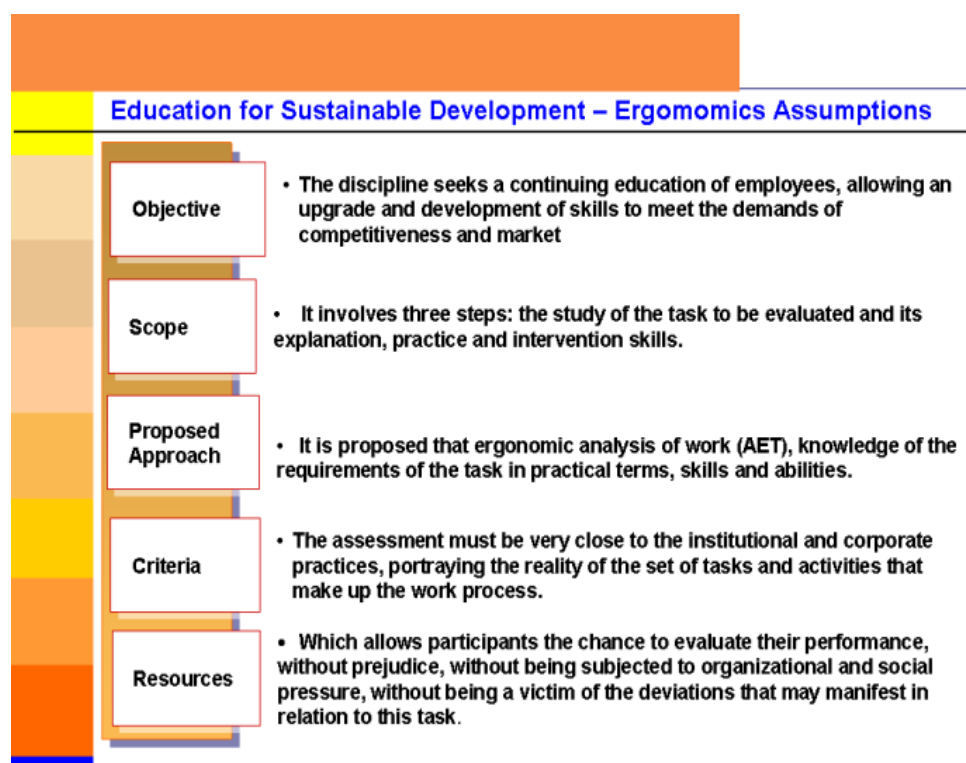 Education for Sustainable Development – Ergomomics Assumptions
Objective
• The discipline seeks a continuing education of employees, allowing an
upgrade and development of skills to meet the demands of
competitiveness and market
Scope
• It involves three steps: the study of the task to be evaluated and its
explanation, practice and intervention skills.
Proposed
Approach
• It is proposed that ergonomic analysis of work (AET), knowledge of the
requirements of the task in practical terms, skills and abilities.
Criteria
• The assessment must be very close to the institutional and corporate
practices, portraying the reality of the set of tasks and activities that
make up the work process.
Resources
• Which allows participants the chance to evaluate their performance,
without prejudice, without being subjected to organizational and social
pressure, without being a victim of the deviations that may manifest in
relation to this task.